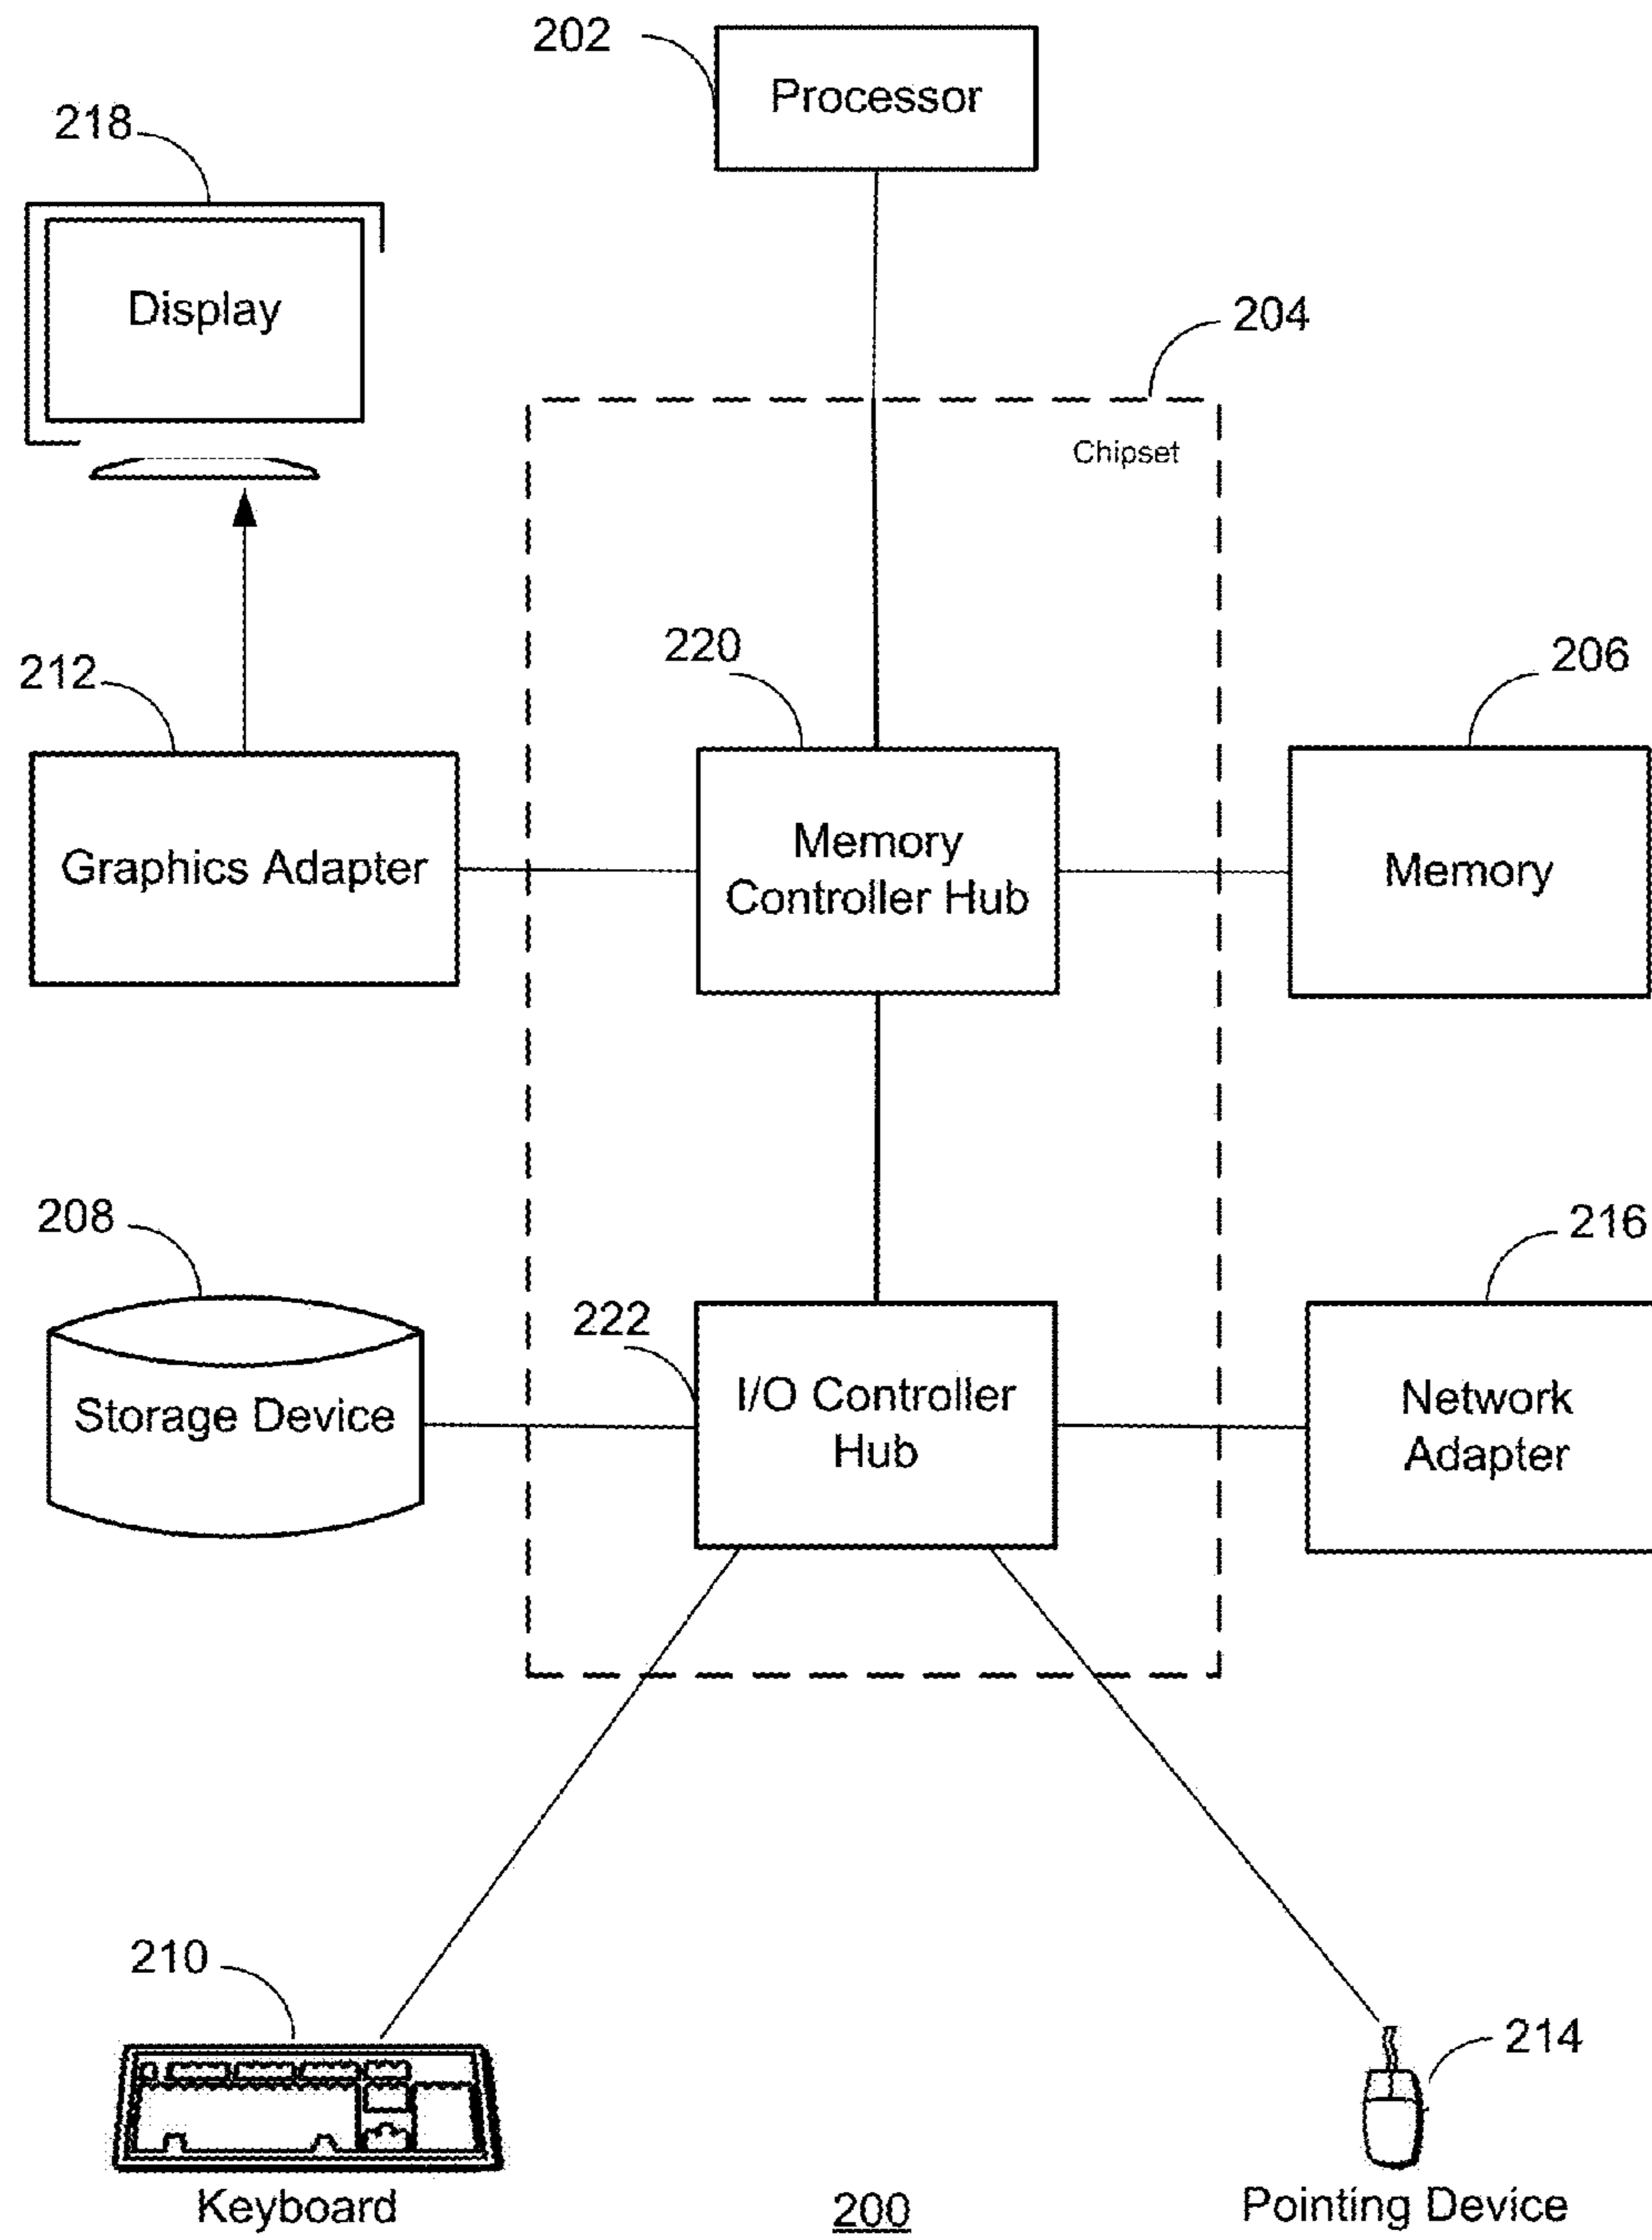 202
Processor
218
Display
204
Chipset
220
206
212
Memory
Controller Hub
Graphics Adapter
Memory
208
216
222
I/O Controller
Hub
Storage Device
Network
Adapter
210
214
Keyboard
200
Pointing Device